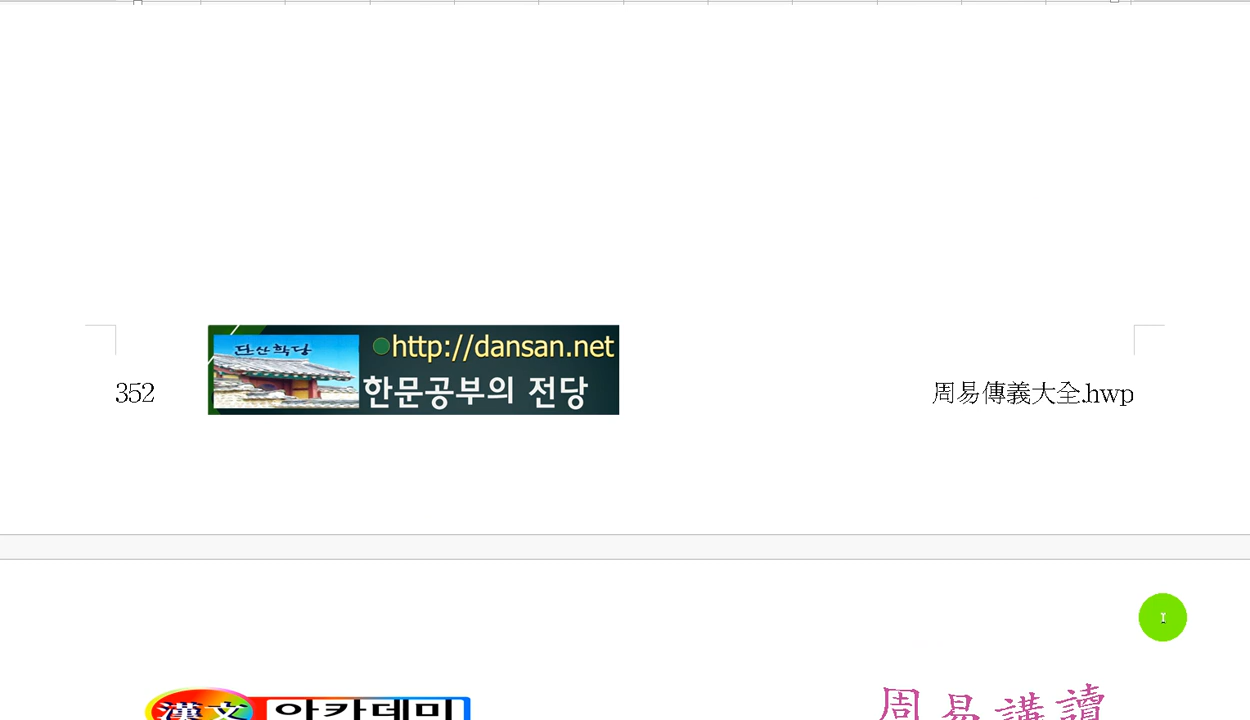 352
단산학당
http://dansan.net
한문공부의 전당
周易傳義大全.hwp
漢文 아카데미
周易講讀